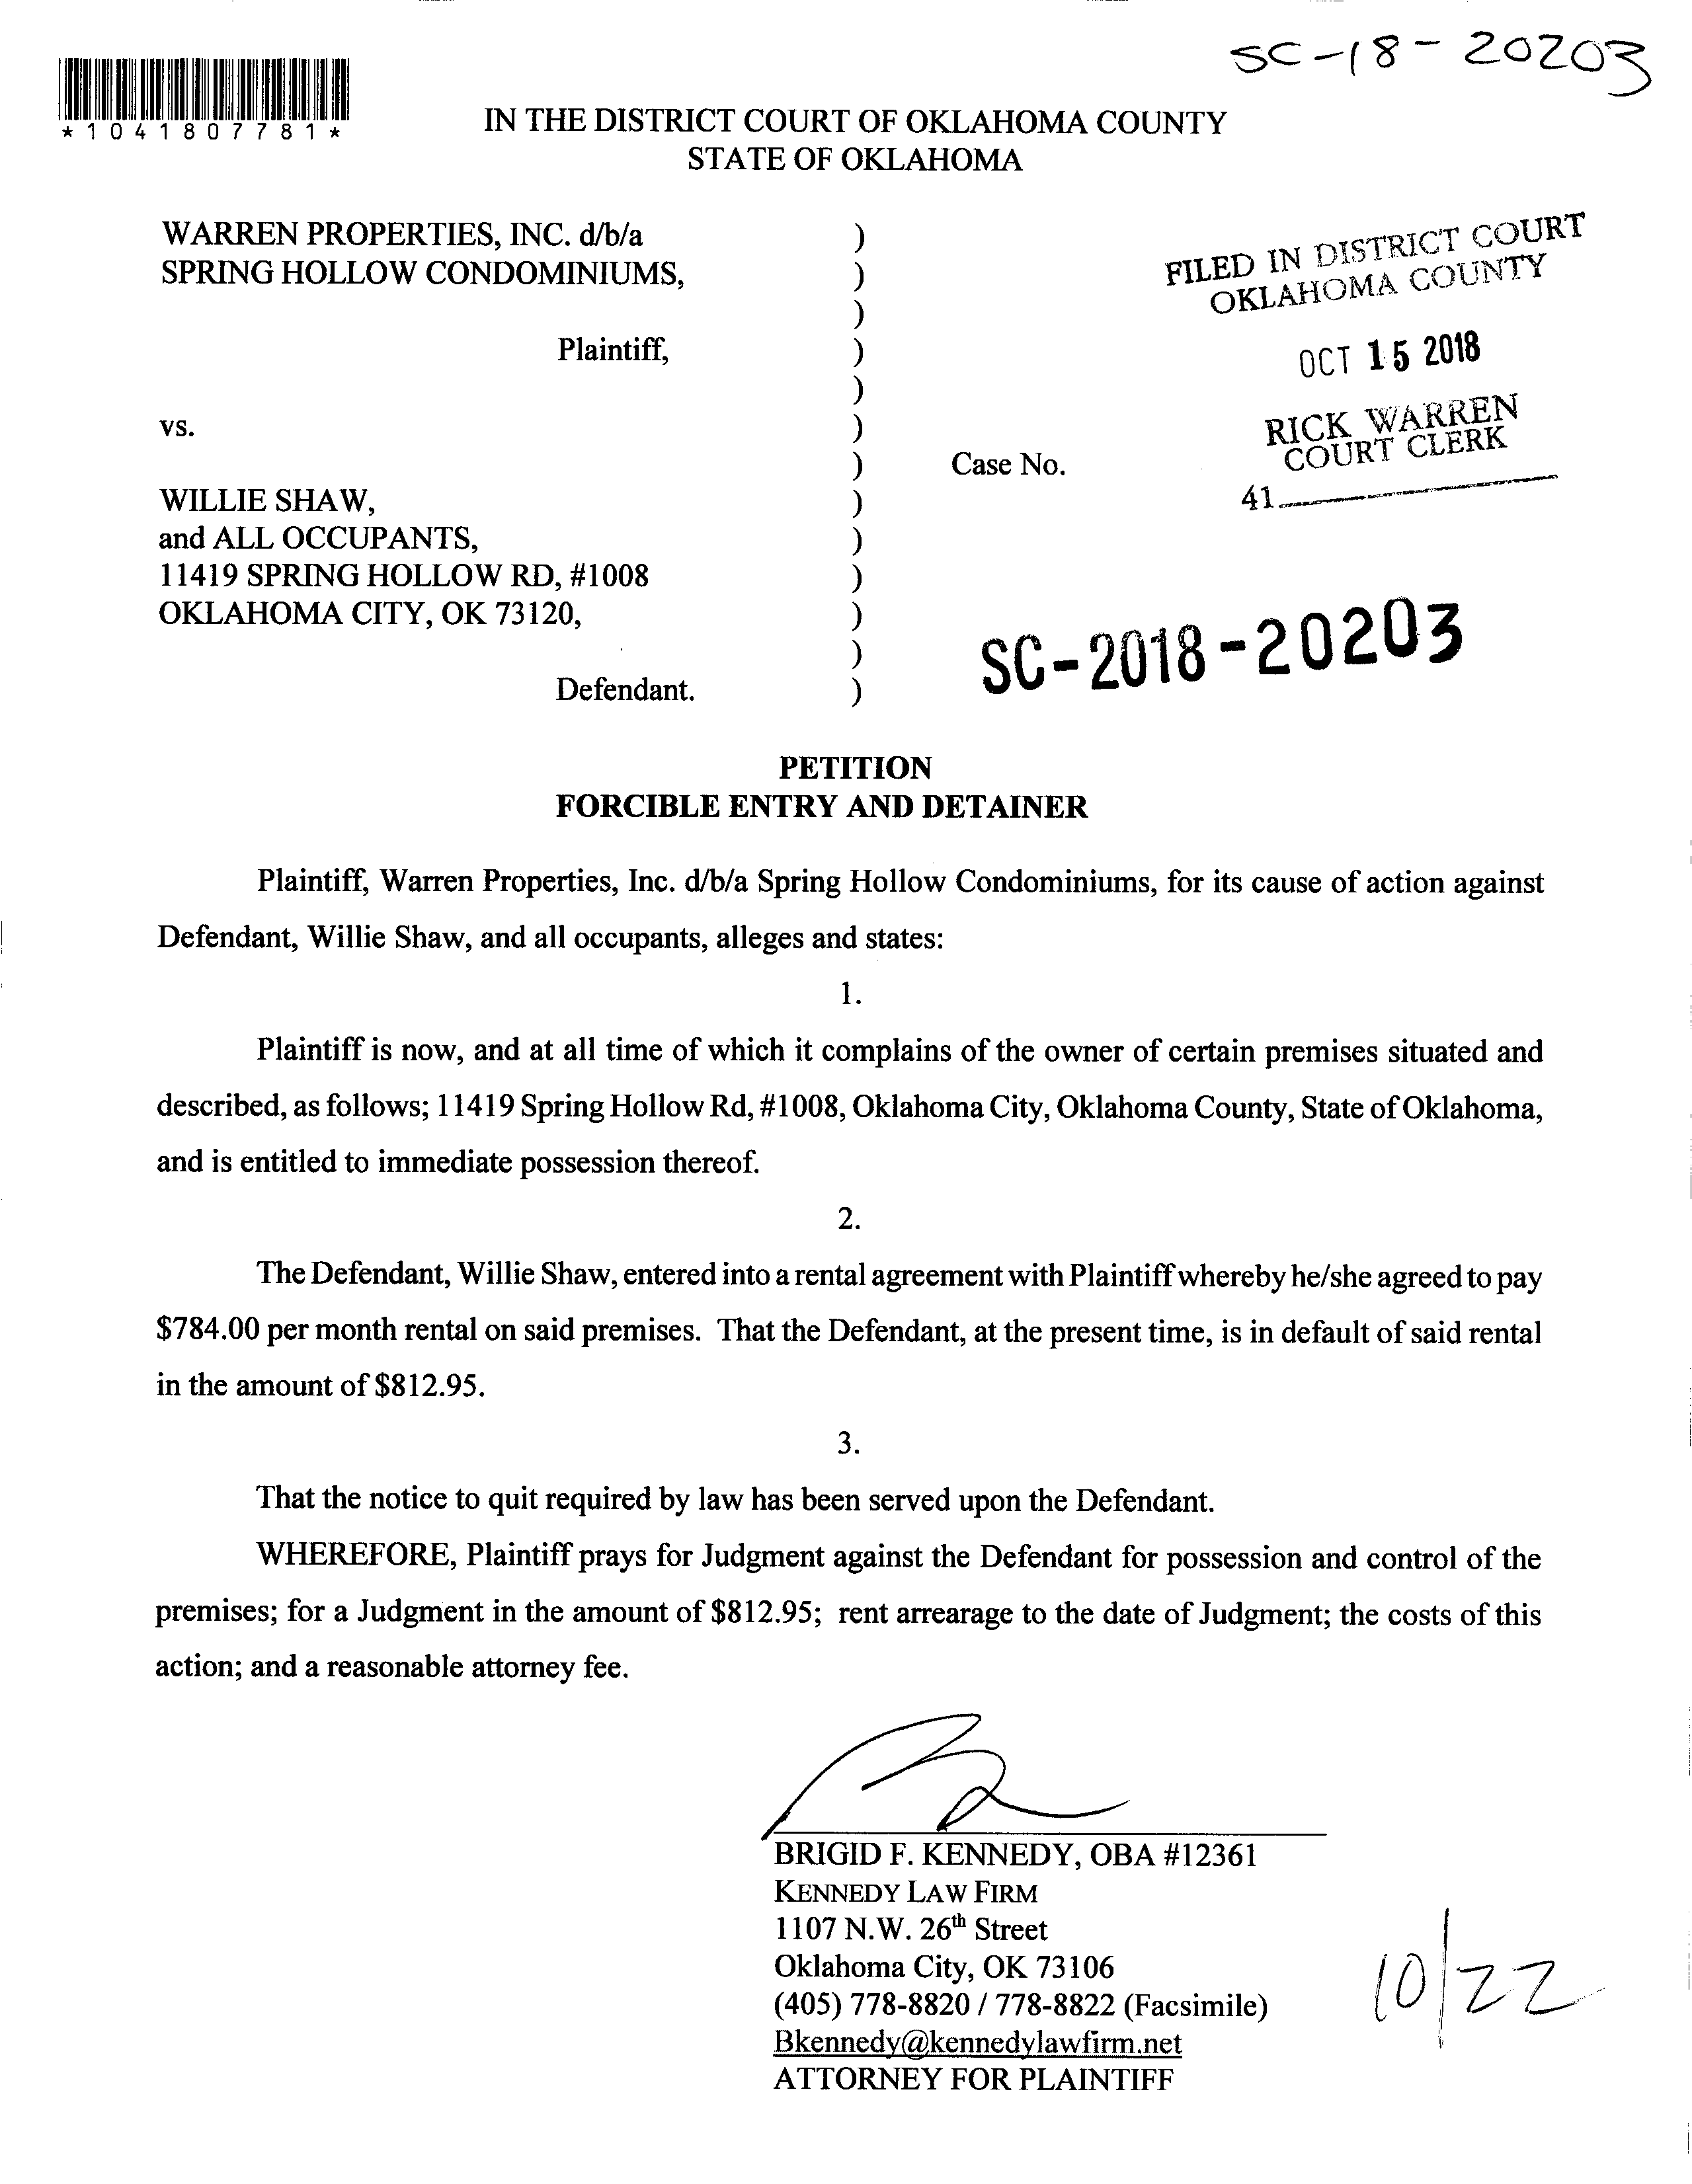 SC-18-20203
*1041807781*
IN THE DISTRICT COURT OF OKLAHOMA COUNTY
STATE OF OKLAHOMA
WARREN PROPERTIES, INC. d/b/a )
SPRING HOLLOW CONDOMINIUMS, )
)
Plaintiff, )
)
vs. )
) Case No.
WILLIE SHAW, )
and ALL OCCUPANTS, )
11419 SPRING HOLLOW RD, #1008 )
OKLAHOMA CITY, OK 73120, )
)
Defendant. )
FILED IN DISTRICT COURT
OKLAHOMA COUNTY
OCT 15 2018
RICK WARREN
COURT CLERK
41
SC-2018-20203
PETITION
FORCIBLE ENTRY AND DETAINER
Plaintiff, Warren Properties, Inc. d/b/a Spring Hollow Condominiums, for its cause of action against
Defendant, Willie Shaw, and all occupants, alleges and states:
1.
Plaintiff is now, and at all time of which it complains of the owner of certain premises situated and
described, as follows; 11419 Spring Hollow Rd, #1008, Oklahoma City, Oklahoma County, State of Oklahoma,
and is entitled to immediate possession thereof.
2.
The Defendant, Willie Shaw, entered into a rental agreement with Plaintiff whereby he/she agreed to pay
$784.00 per month rental on said premises. That the Defendant, at the present time, is in default of said rental
in the amount of $812.95.
3.
That the notice to quit required by law has been served upon the Defendant.
WHEREFORE, Plaintiff prays for Judgment against the Defendant for possession and control of the
premises; for a Judgment in the amount of $812.95; rent arrearage to the date of Judgment; the costs of this
action; and a reasonable attorney fee.
BRIGID F. KENNEDY, OBA #12361
KENNEDY LAW FIRM
1107 N.W. 26th Street
Oklahoma City, OK 73106
(405) 778-8820 / 778-8822 (Facsimile)
Bkennedy@kennedylawfirm.net
ATTORNEY FOR PLAINTIFF
10/22